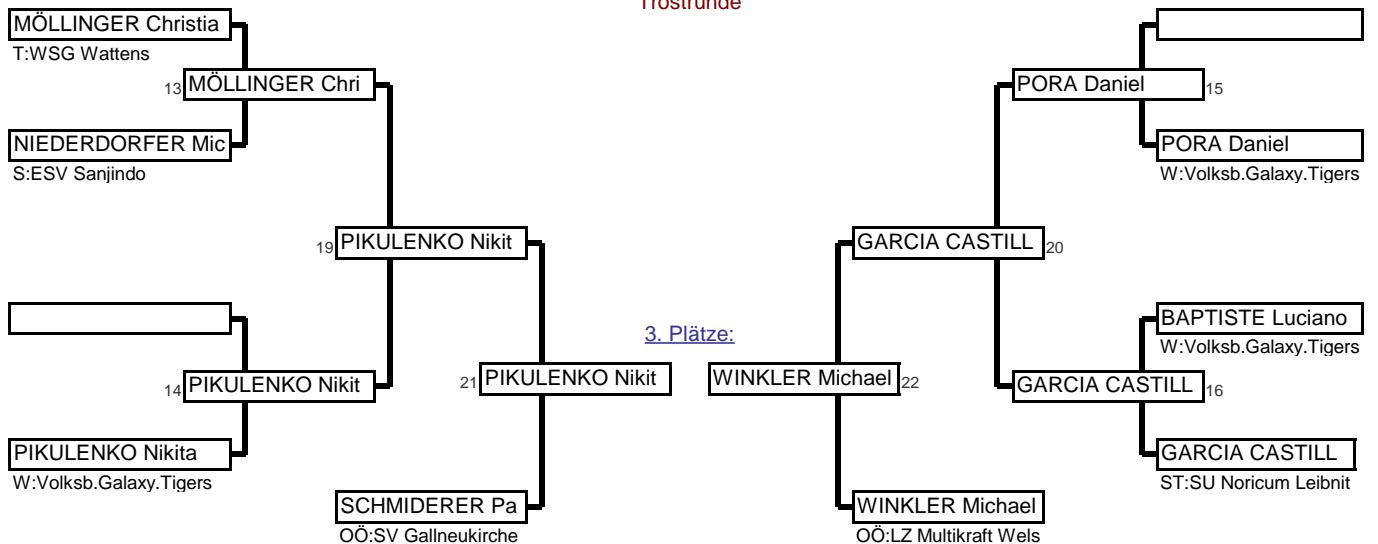 Trostrunde
MÖLLINGER Christia
T:WSG Wattens
13 MÖLLINGER Chri
NIEDERDORFER Mic
S:ESV Sanjindo
19 PIKULENKO Nikit
14 PIKULENKO Nikit
PIKULENKO Nikita
W:Volksb.Galaxy.Tigers
21 PIKULENKO Nikit
SCHMIDERER Pa
OÖ:SV Gallneukirche
3. Plätze:
PORA Daniel 15
PORA Daniel
W:Volksb.Galaxy.Tigers
GARCIA CASTILL 20
BAPTISTE Luciano
W:Volksb.Galaxy.Tigers
WINKLER Michael 22
GARCIA CASTILL 16
GARCIA CASTILL
ST:SU Noricum Leibnit
WINKLER Michael
OÖ:LZ Multikraft Wels